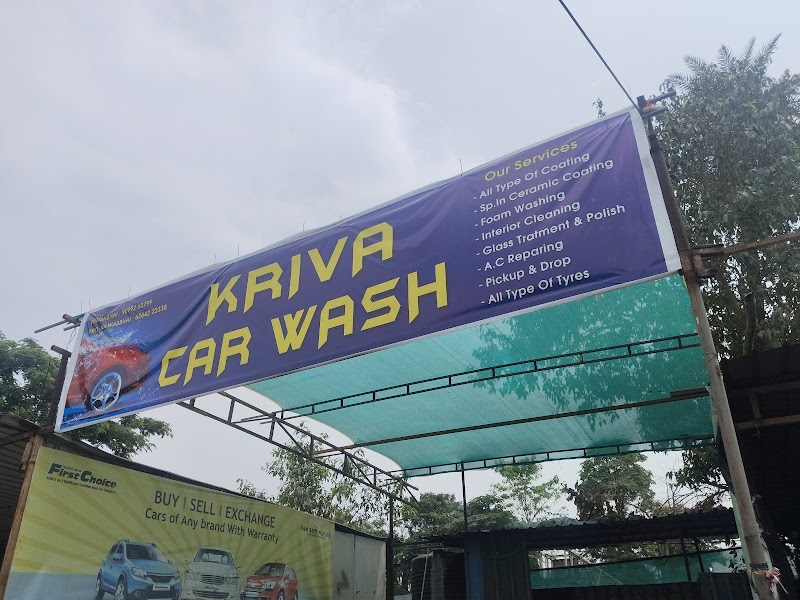 KRIVA
CAR WASH
Our Services
- All Type Of Coating
- Sp.In Ceramic Coating
- Foam Washing
- Interior Cleaning
- Glass Tratment & Polish
- A.C Reparing
- Pickup & Drop
- All Type Of Tyres
First Choice
BUY | SELL | EXCHANGE
Cars of Any brand With Warranty